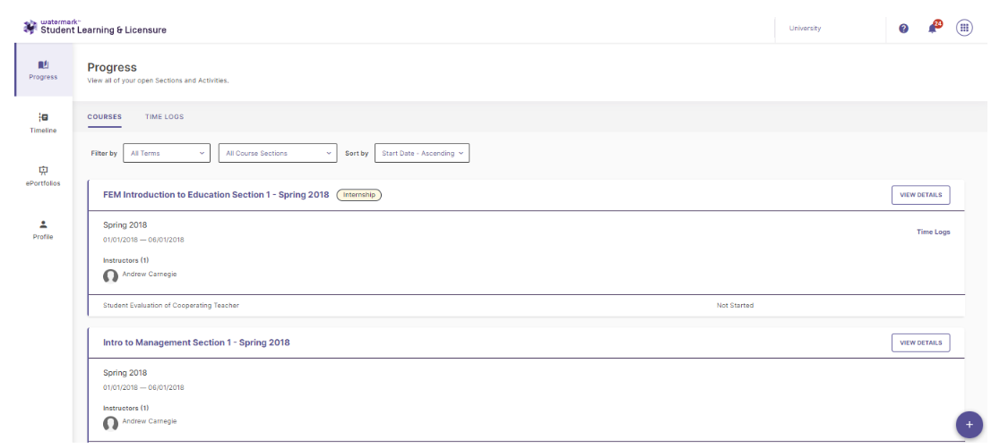 watermark™
Student Learning & Licensure
University
?
24
Progress
Timeline
ePortfolios
Profile
Progress
View all of your open Sections and Activities.
COURSES TIME LOGS
Filter by All Terms All Course Sections Sort by Start Date - Ascending
FEM Introduction to Education Section 1 - Spring 2018 Internship VIEW DETAILS
Spring 2018
01/01/2018 — 06/01/2018 Time Logs
Instructors (1)
Andrew Carnegie
Student Evaluation of Cooperating Teacher Not Started
Intro to Management Section 1 - Spring 2018 VIEW DETAILS
Spring 2018
01/01/2018 — 06/01/2018
Instructors (1)
Andrew Carnegie
+